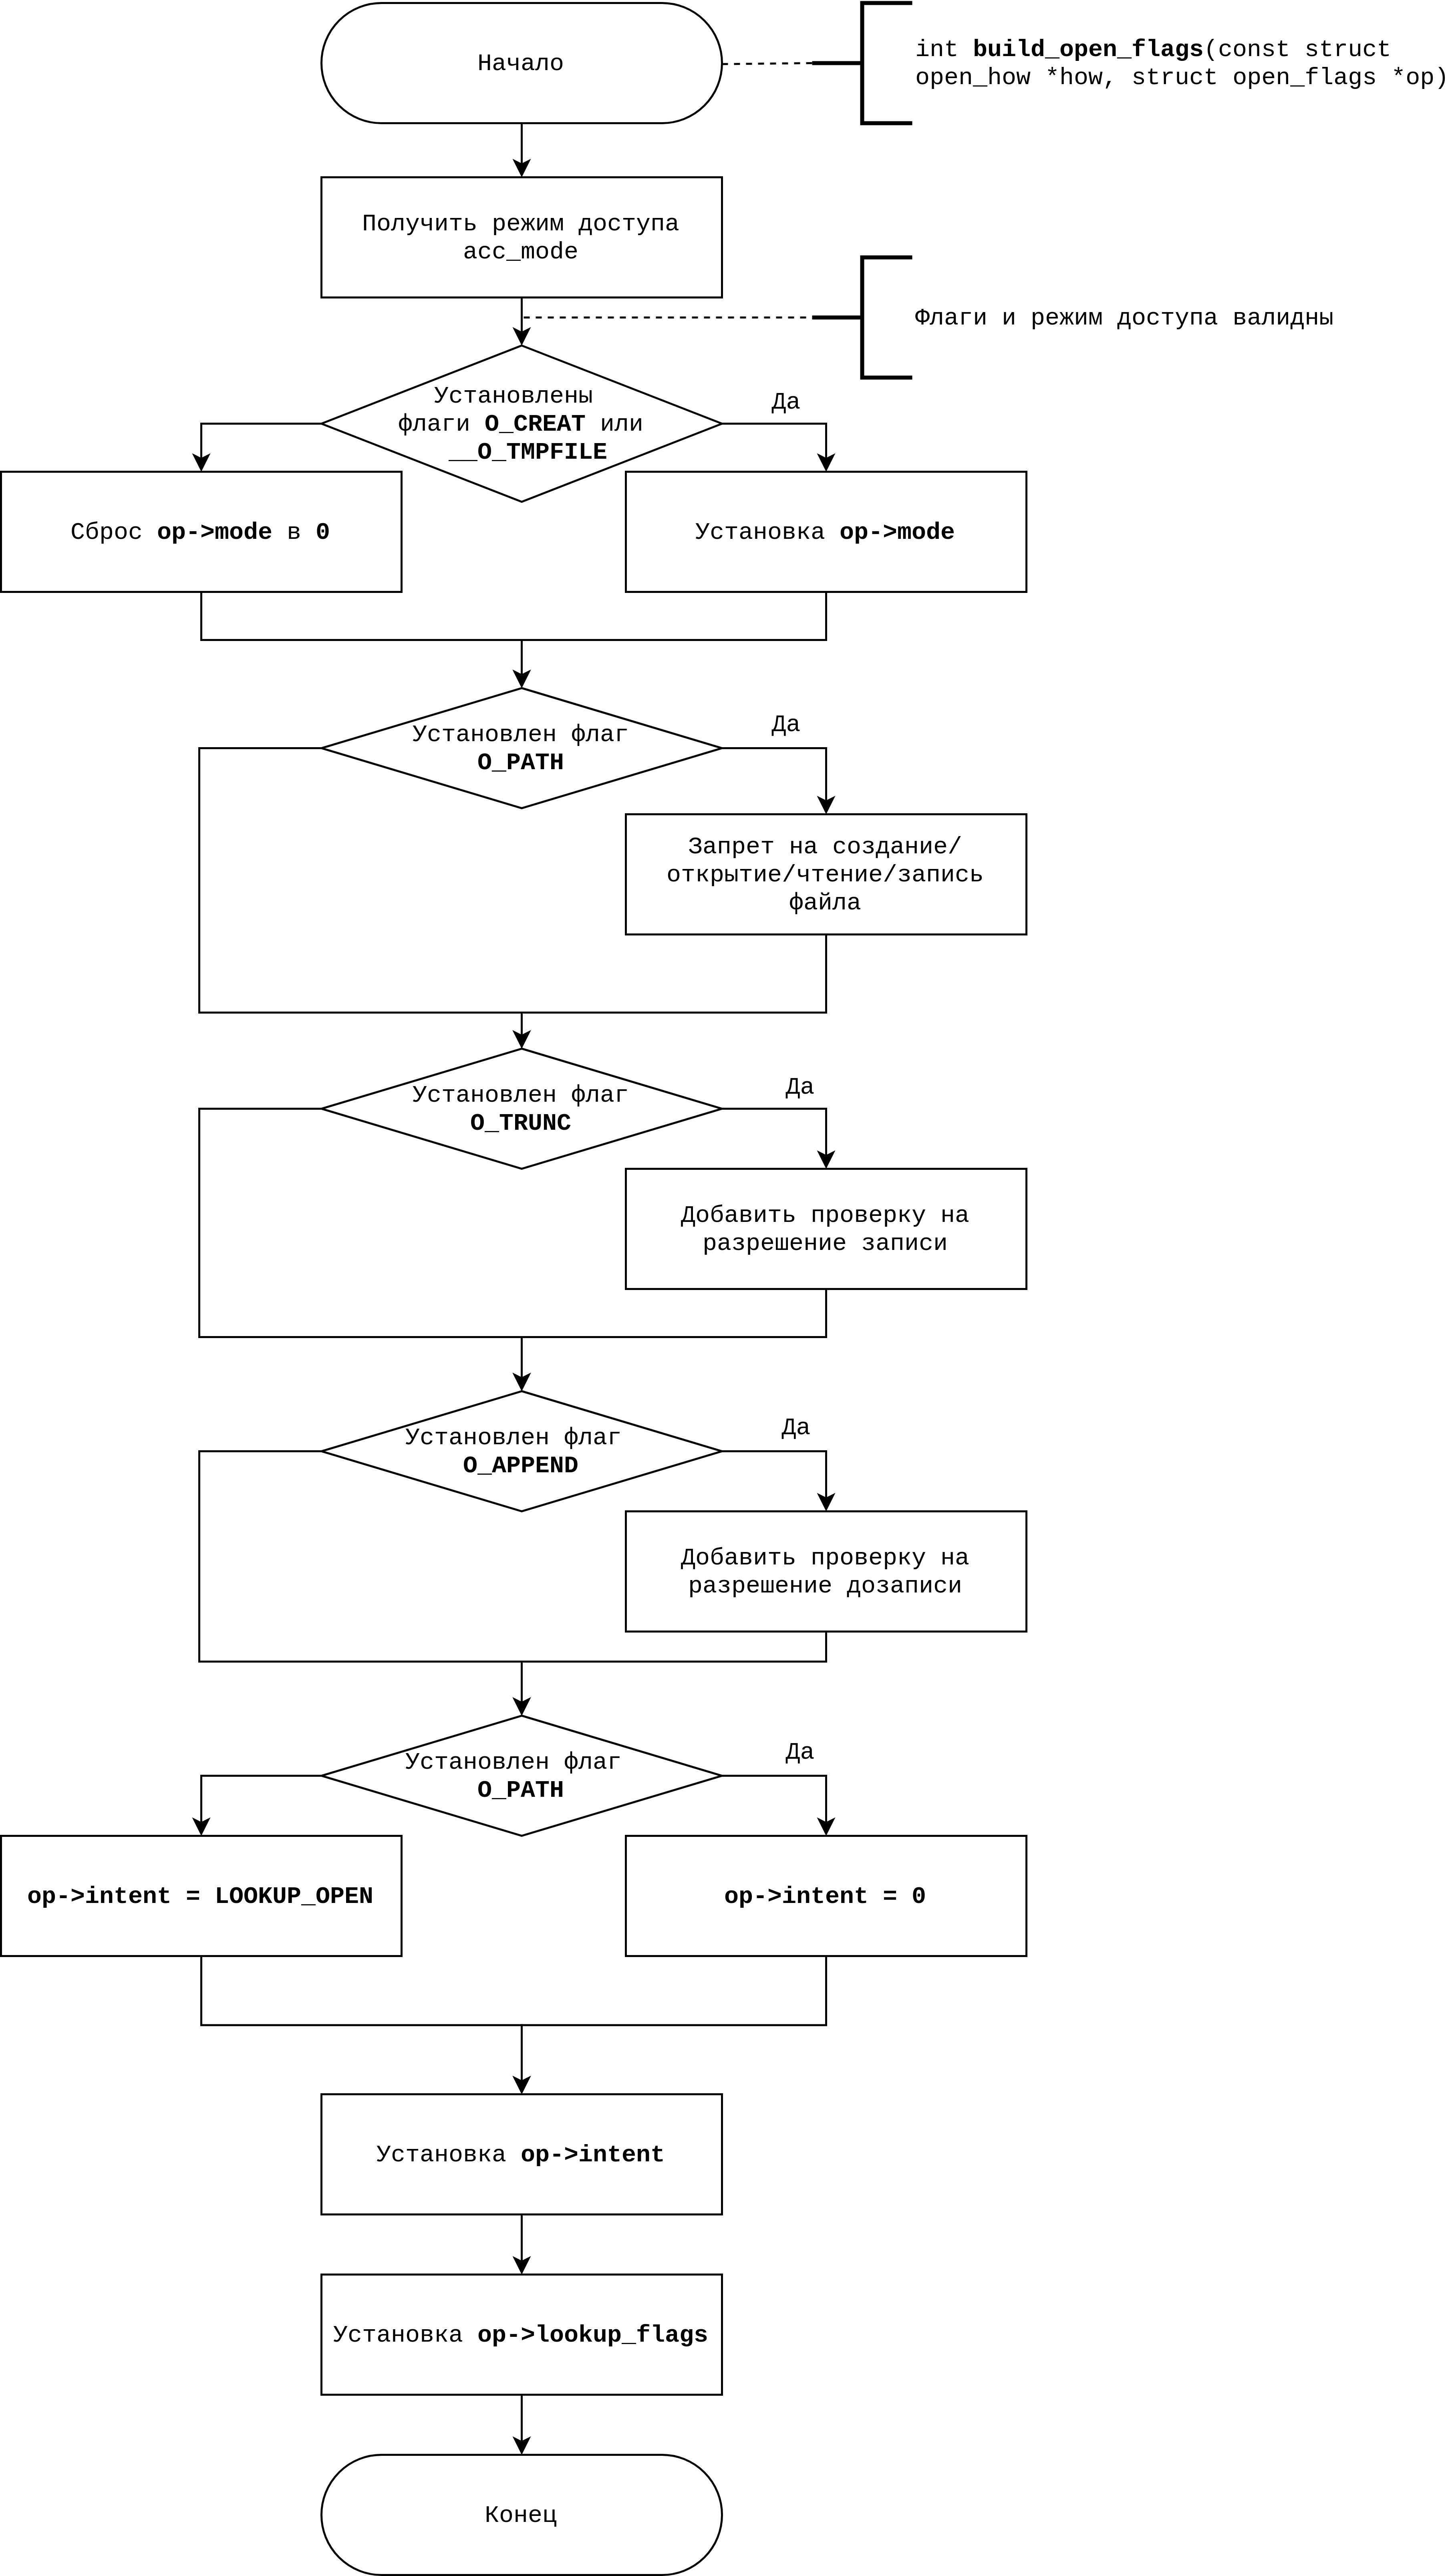 Начало
int build_open_flags(const struct
open_how *how, struct open_flags *op)
Получить режим доступа
acc_mode
Флаги и режим доступа валидны
Установлены
флаги O_CREAT или
__O_TMPFILE
Да
Сброс op->mode в 0
Установка op->mode
Установлен флаг
O_PATH
Да
Запрет на создание/
открытие/чтение/запись
файла
Установлен флаг
O_TRUNC
Да
Добавить проверку на
разрешение записи
Установлен флаг
O_APPEND
Да
Добавить проверку на
разрешение дозаписи
Установлен флаг
O_PATH
Да
op->intent = LOOKUP_OPEN
op->intent = 0
Установка op->intent
Установка op->lookup_flags
Конец